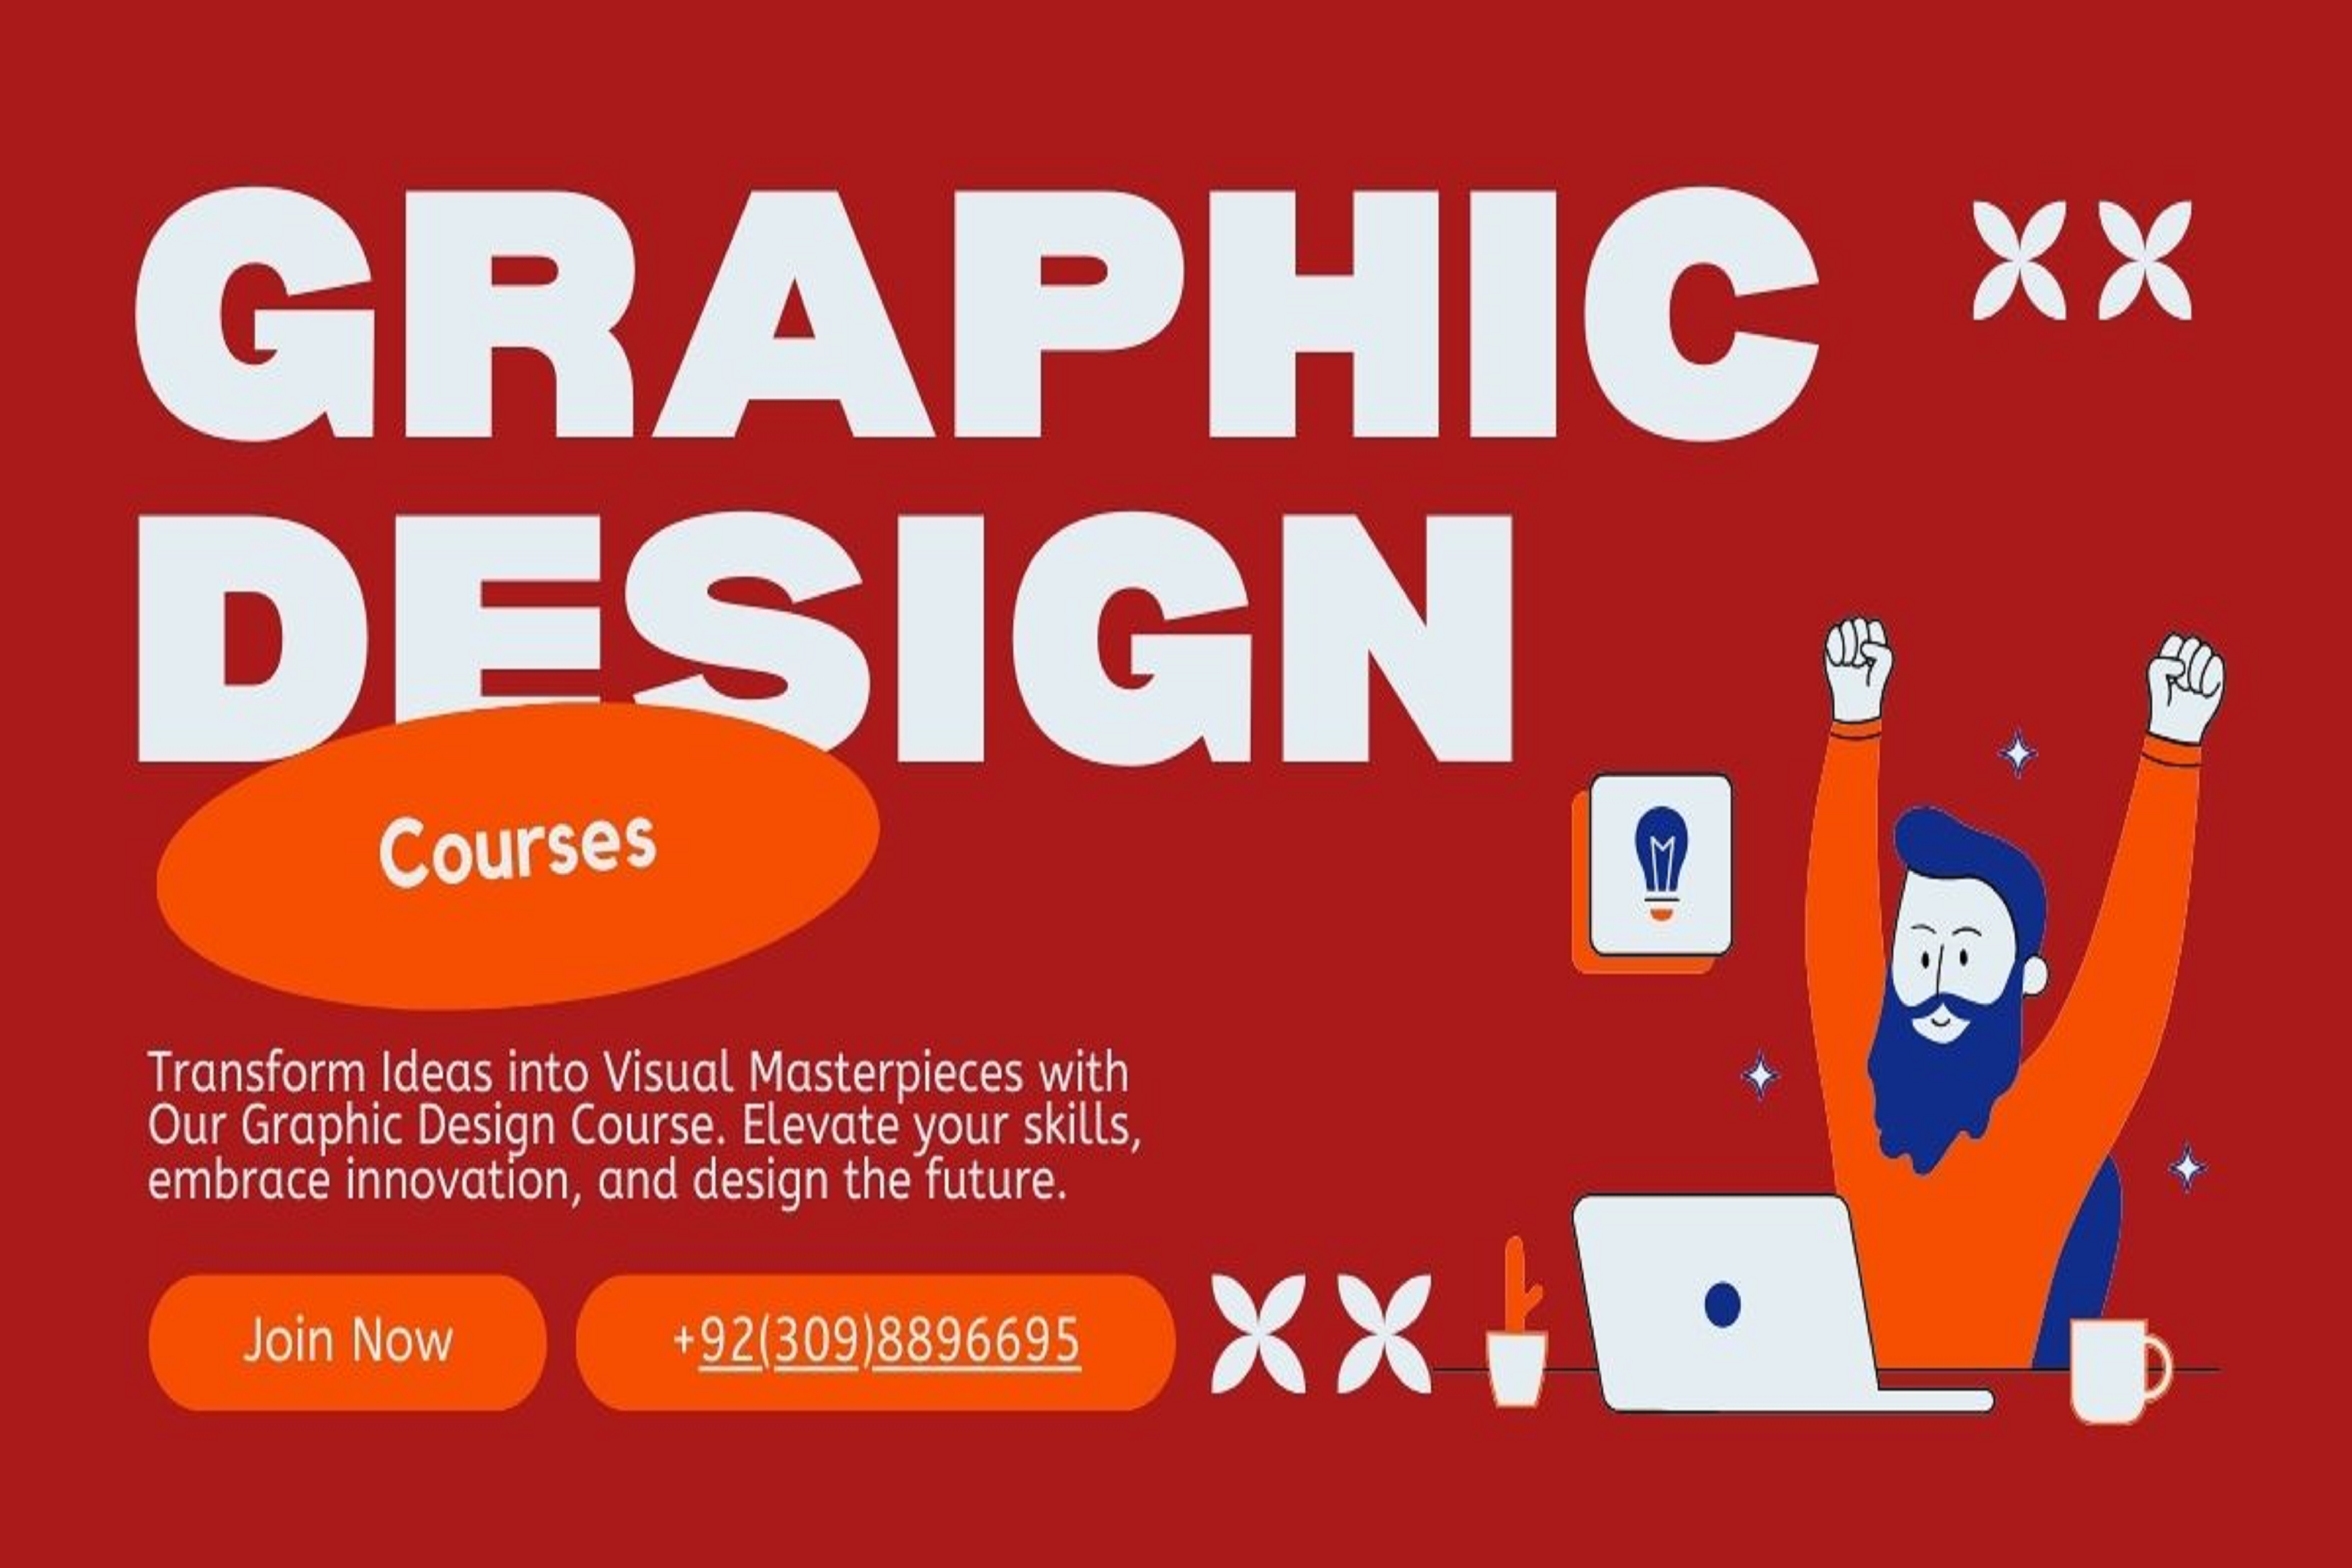 GRAPHIC
DESIGN
Courses
Transform Ideas into Visual Masterpieces with
Our Graphic Design Course. Elevate your skills,
embrace innovation, and design the future.
Join Now
+92(309)8896695